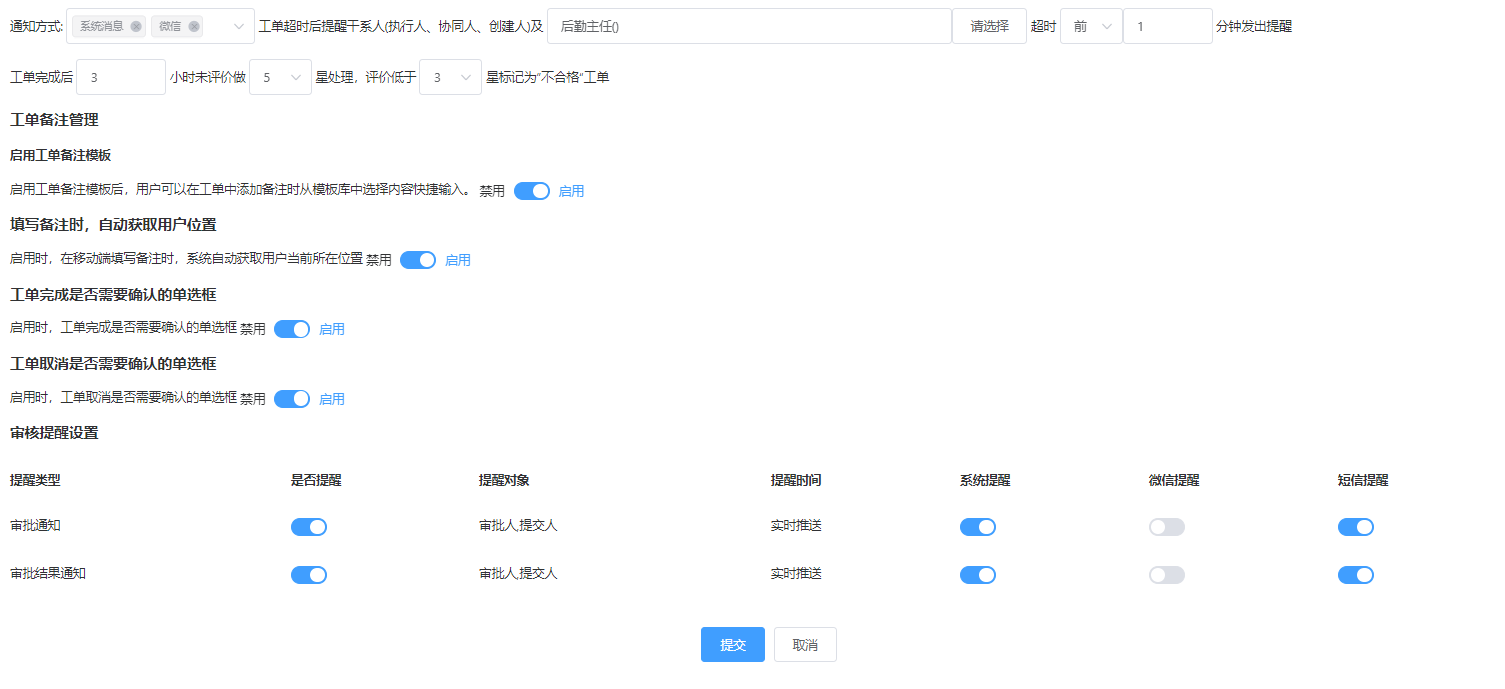 通知方式: 系统消息 微信 工单超时后提醒干系人(执行人、协同人、创建人)及 后勤主任() 请选择 超时 前 1 分钟发出提醒
工单完成后 3 小时未评价做 5 星处理，评价低于 3 星标记为"不合格"工单
工单备注管理
启用工单备注模板
启用工单备注模板后，用户可以在工单中添加备注时从模板库中选择内容快捷输入。 禁用 启用
填写备注时，自动获取用户位置
启用时，在移动端填写备注时，系统自动获取用户当前所在位置 禁用 启用
工单完成是否需要确认的单选框
启用时，工单完成是否需要确认的单选框 禁用 启用
工单取消是否需要确认的单选框
启用时，工单取消是否需要确认的单选框 禁用 启用
审核提醒设置
提醒类型 是否提醒 提醒对象 提醒时间 系统提醒 微信提醒 短信提醒
审批通知 审批人,提交人 实时推送
审批结果通知 审批人,提交人 实时推送
提交 取消